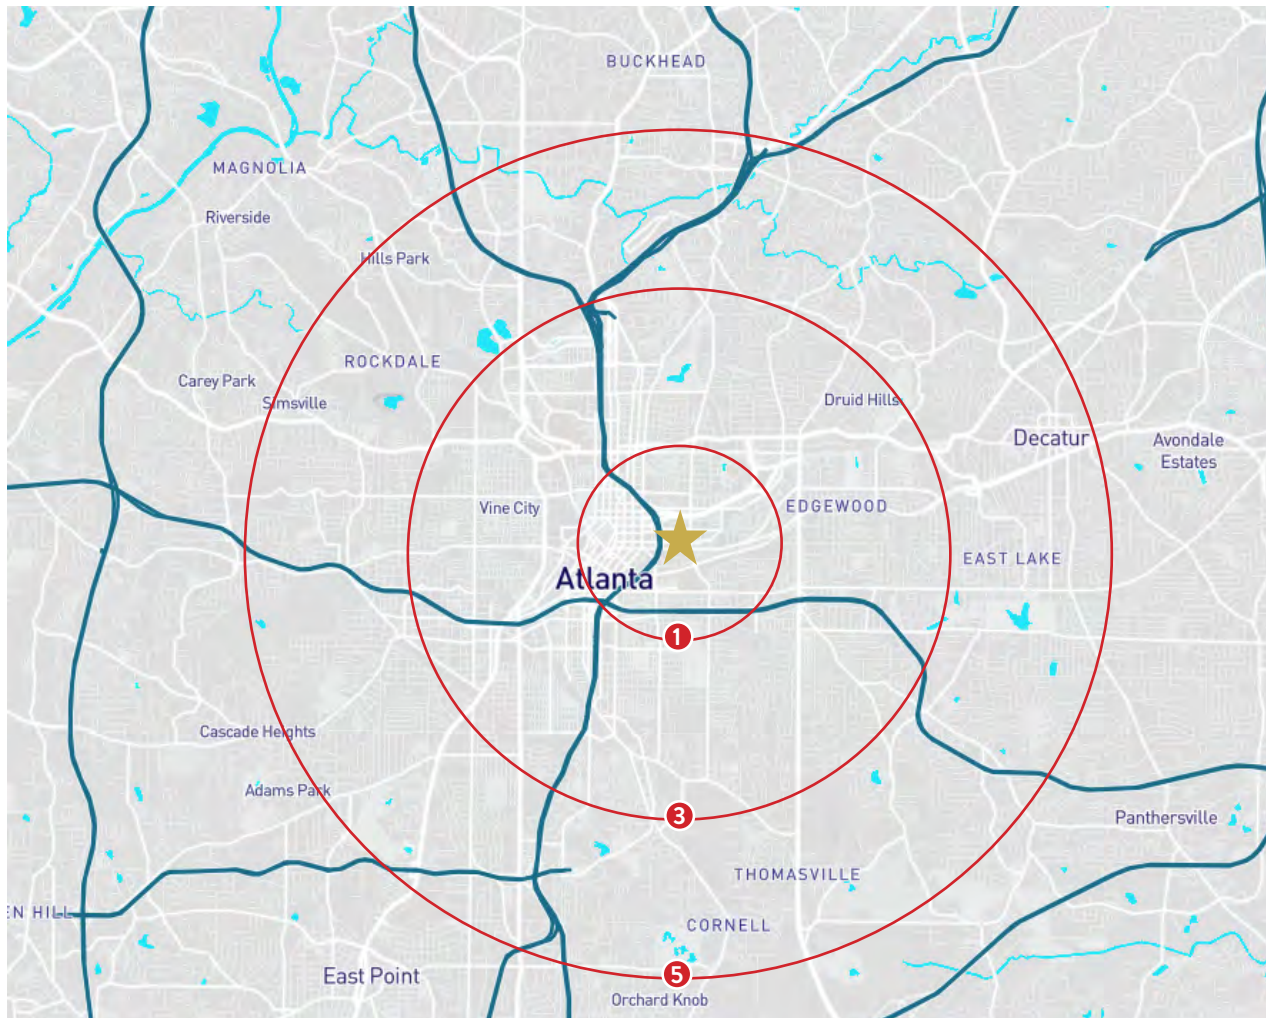 BUCKHEAD
MAGNOLIA
Riverside
Hills Park
ROCKDALE
Carey Park
Simsville
Druid Hills
Decatur
Avondale
Estates
Vine City
EDGEWOOD
EAST LAKE
Atlanta
1
Cascade Heights
Adams Park
3
Panthersville
THOMASVILLE
EN HILL
CORNELL
East Point
5
Orchard Knob